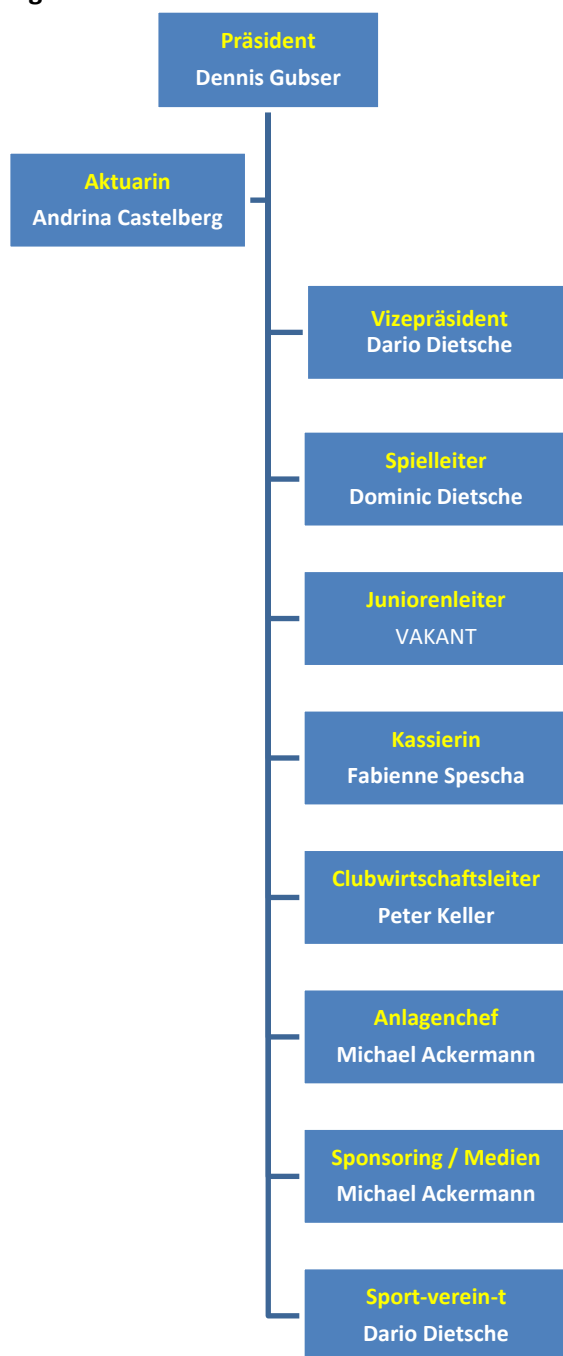 Präsident
Dennis Gubser
Aktuarin
Andrina Castelberg
Vizepräsident
Dario Dietsche
Spielleiter
Dominic Dietsche
Juniorenleiter
VAKANT
Kassierin
Fabienne Spescha
Clubwirtschaftsleiter
Peter Keller
Anlagenchef
Michael Ackermann
Sponsoring / Medien
Michael Ackermann
Sport-verein-t
Dario Dietsche